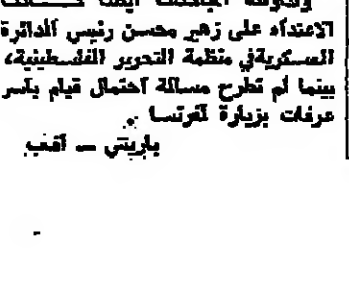 الاعتداء على زهير محسن رئيس الدائرة
العسكرية في منظمة التحرير الفلسطينية،
بينما لم تطرح مسألة احتمال قيام ياسر
عرفات بزيارة لفرنسا .
باريس ـــ